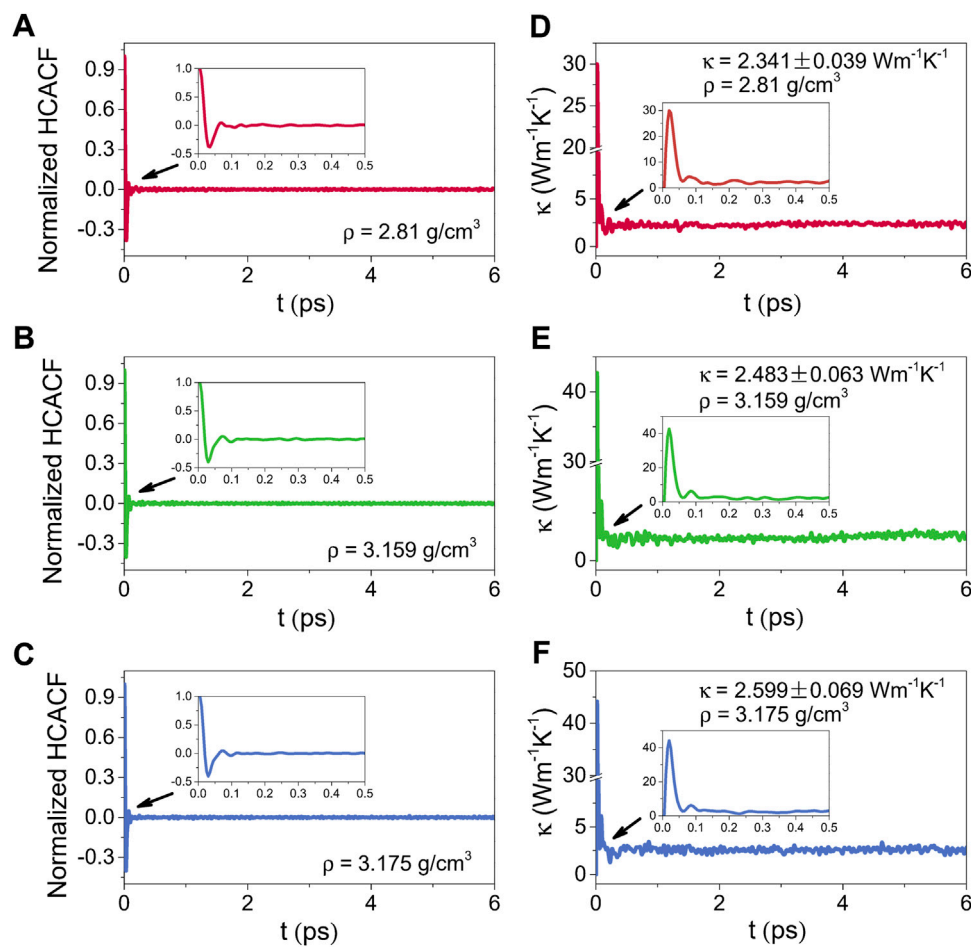 A
Normalized HCACF
0.9
0.6
0.3
0.0
-0.3
1.0
0.5
0.0
-0.5
0.0 0.1 0.2 0.3 0.4 0.5
ρ = 2.81 g/cm³
0 2 4 6
t (ps)
D
κ (Wm⁻¹K⁻¹)
30
25
20
5
0
κ = 2.341±0.039 Wm⁻¹K⁻¹
ρ = 2.81 g/cm³
30
20
10
0
0.0 0.1 0.2 0.3 0.4 0.5
0 2 4 6
t (ps)
B
Normalized HCACF
0.9
0.6
0.3
0.0
-0.3
1.0
0.5
0.0
-0.5
0.0 0.1 0.2 0.3 0.4 0.5
ρ = 3.159 g/cm³
0 2 4 6
t (ps)
E
κ (Wm⁻¹K⁻¹)
40
30
0
κ = 2.483±0.063 Wm⁻¹K⁻¹
ρ = 3.159 g/cm³
40
20
0
0.0 0.1 0.2 0.3 0.4 0.5
0 2 4 6
t (ps)
C
Normalized HCACF
0.9
0.6
0.3
0.0
-0.3
1.0
0.5
0.0
-0.5
0.0 0.1 0.2 0.3 0.4 0.5
ρ = 3.175 g/cm³
0 2 4 6
t (ps)
F
κ (Wm⁻¹K⁻¹)
50
40
30
5
0
κ = 2.599±0.069 Wm⁻¹K⁻¹
ρ = 3.175 g/cm³
40
20
0
0.0 0.1 0.2 0.3 0.4 0.5
0 2 4 6
t (ps)